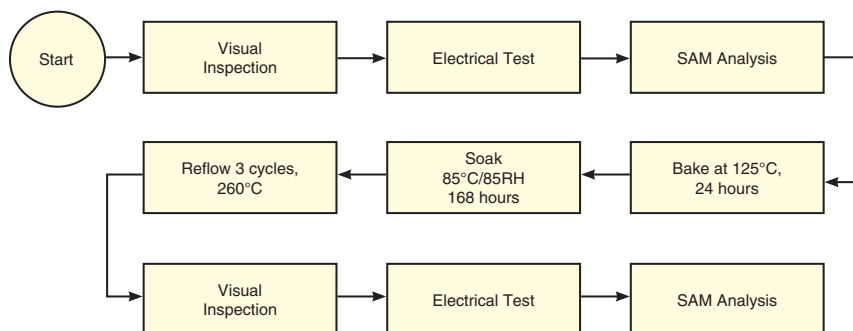 Start
Visual
Inspection
Electrical Test
SAM Analysis
Bake at 125°C,
24 hours
Soak
85°C/85RH
168 hours
Reflow 3 cycles,
260°C
Visual
Inspection
Electrical Test
SAM Analysis